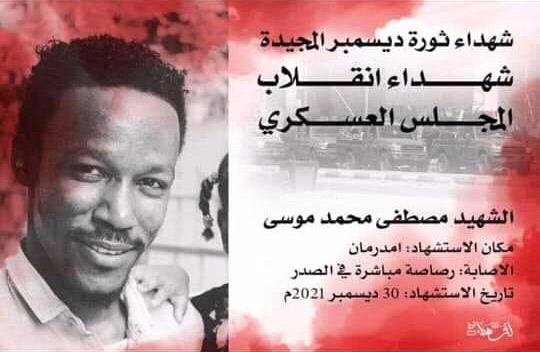 شهداء ثورة ديسمبر المجيدة
شهداء انقلاب
المجلس العسكري
الشهيد مصطفى محمد موسى
مكان الاستشهاد: امدرمان
الاصابة: رصاصة مباشرة في الصدر
تاريخ الاستشهاد: 30 ديسمبر 2021م